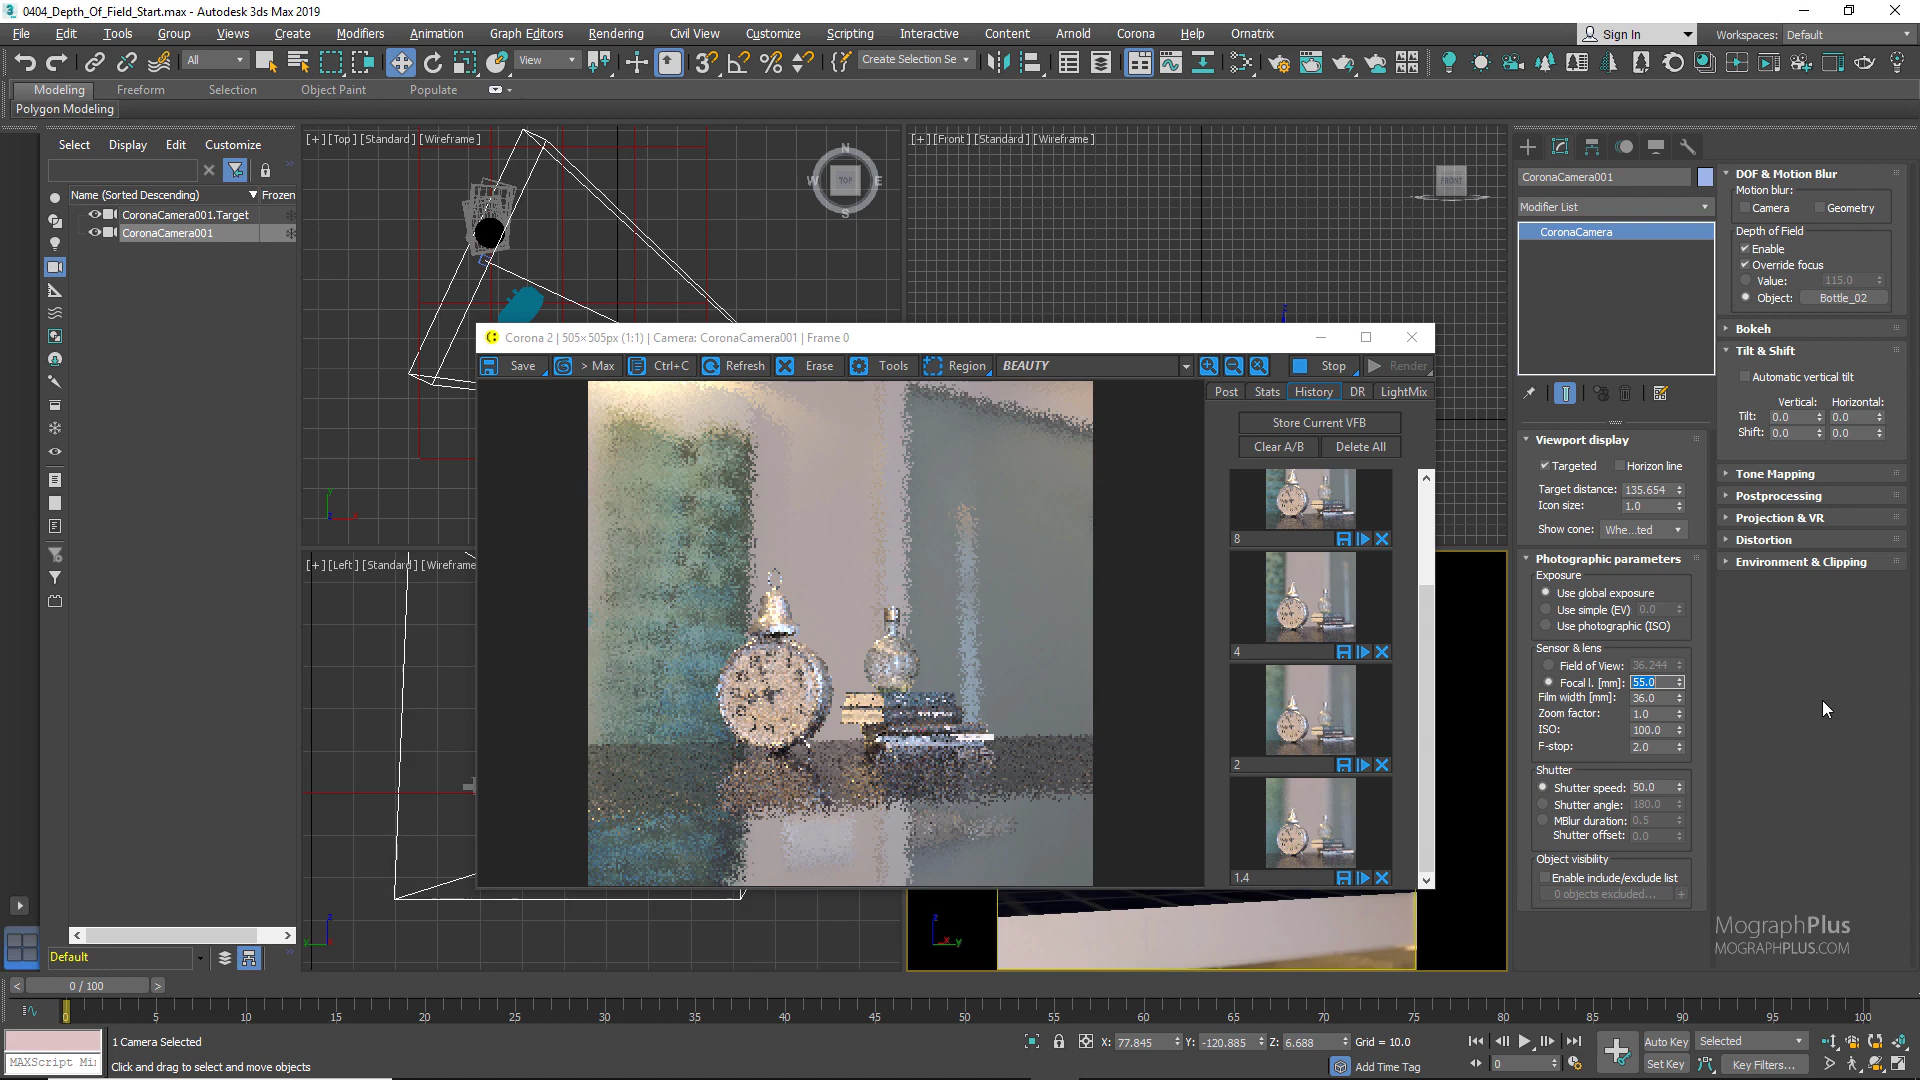 0404_Depth_Of_Field_Start.max - Autodesk 3ds Max 2019
File Edit Tools Group Views Create Modifiers Animation Graph Editors Rendering Civil View Customize Scripting Interactive Content Arnold Corona Help Ornatrix Sign In Workspaces: Default
All View Create Selection Se
Modeling Freeform Selection Object Paint Populate
Polygon Modeling
Select Display Edit Customize
Name (Sorted Descending) Frozen
CoronaCamera001.Target
CoronaCamera001
[+] [Top] [Standard] [Wireframe]
N
W TOP E
S
[+] [Front] [Standard] [Wireframe]
FRONT
[+] [Left] [Standard] [Wireframe
Corona 2 | 505×505px (1:1) | Camera: CoronaCamera001 | Frame 0
Save > Max Ctrl+C Refresh Erase Tools Region BEAUTY Stop Render
Post Stats History DR LightMix
Store Current VFB
Clear A/B Delete All
8
4
2
1.4
CoronaCamera001
Modifier List
CoronaCamera
Viewport display
Targeted Horizon line
Target distance: 135.654
Icon size: 1.0
Show cone: Whe...ted
Photographic parameters
Exposure
Use global exposure
Use simple (EV) 0.0
Use photographic (ISO)
Sensor & lens
Field of View: 36.244
Focal l. [mm]: 55.0
Film width [mm]: 36.0
Zoom factor: 1.0
ISO: 100.0
F-stop: 2.0
Shutter
Shutter speed: 50.0
Shutter angle: 180.0
MBlur duration: 0.5
Shutter offset: 0.0
Object visibility
Enable include/exclude list
0 objects excluded...
DOF & Motion Blur
Motion blur:
Camera Geometry
Depth of Field
Enable
Override focus
Value: 115.0
Object: Bottle_02
Bokeh
Tilt & Shift
Automatic vertical tilt
Vertical: Horizontal:
Tilt: 0.0 0.0
Shift: 0.0 0.0
Tone Mapping
Postprocessing
Projection & VR
Distortion
Environment & Clipping
MographPlus
MOGRAPHPLUS.COM
Default
0 / 100
0 5 10 15 20 25 30 35 40 45 50 55 60 65 70 75 80 85 90 95 100
1 Camera Selected
MAXScript Mi
Click and drag to select and move objects
X: 77.845 Y: -120.885 Z: 6.688 Grid = 10.0
Add Time Tag
0
Auto Key Selected
Set Key Key Filters...